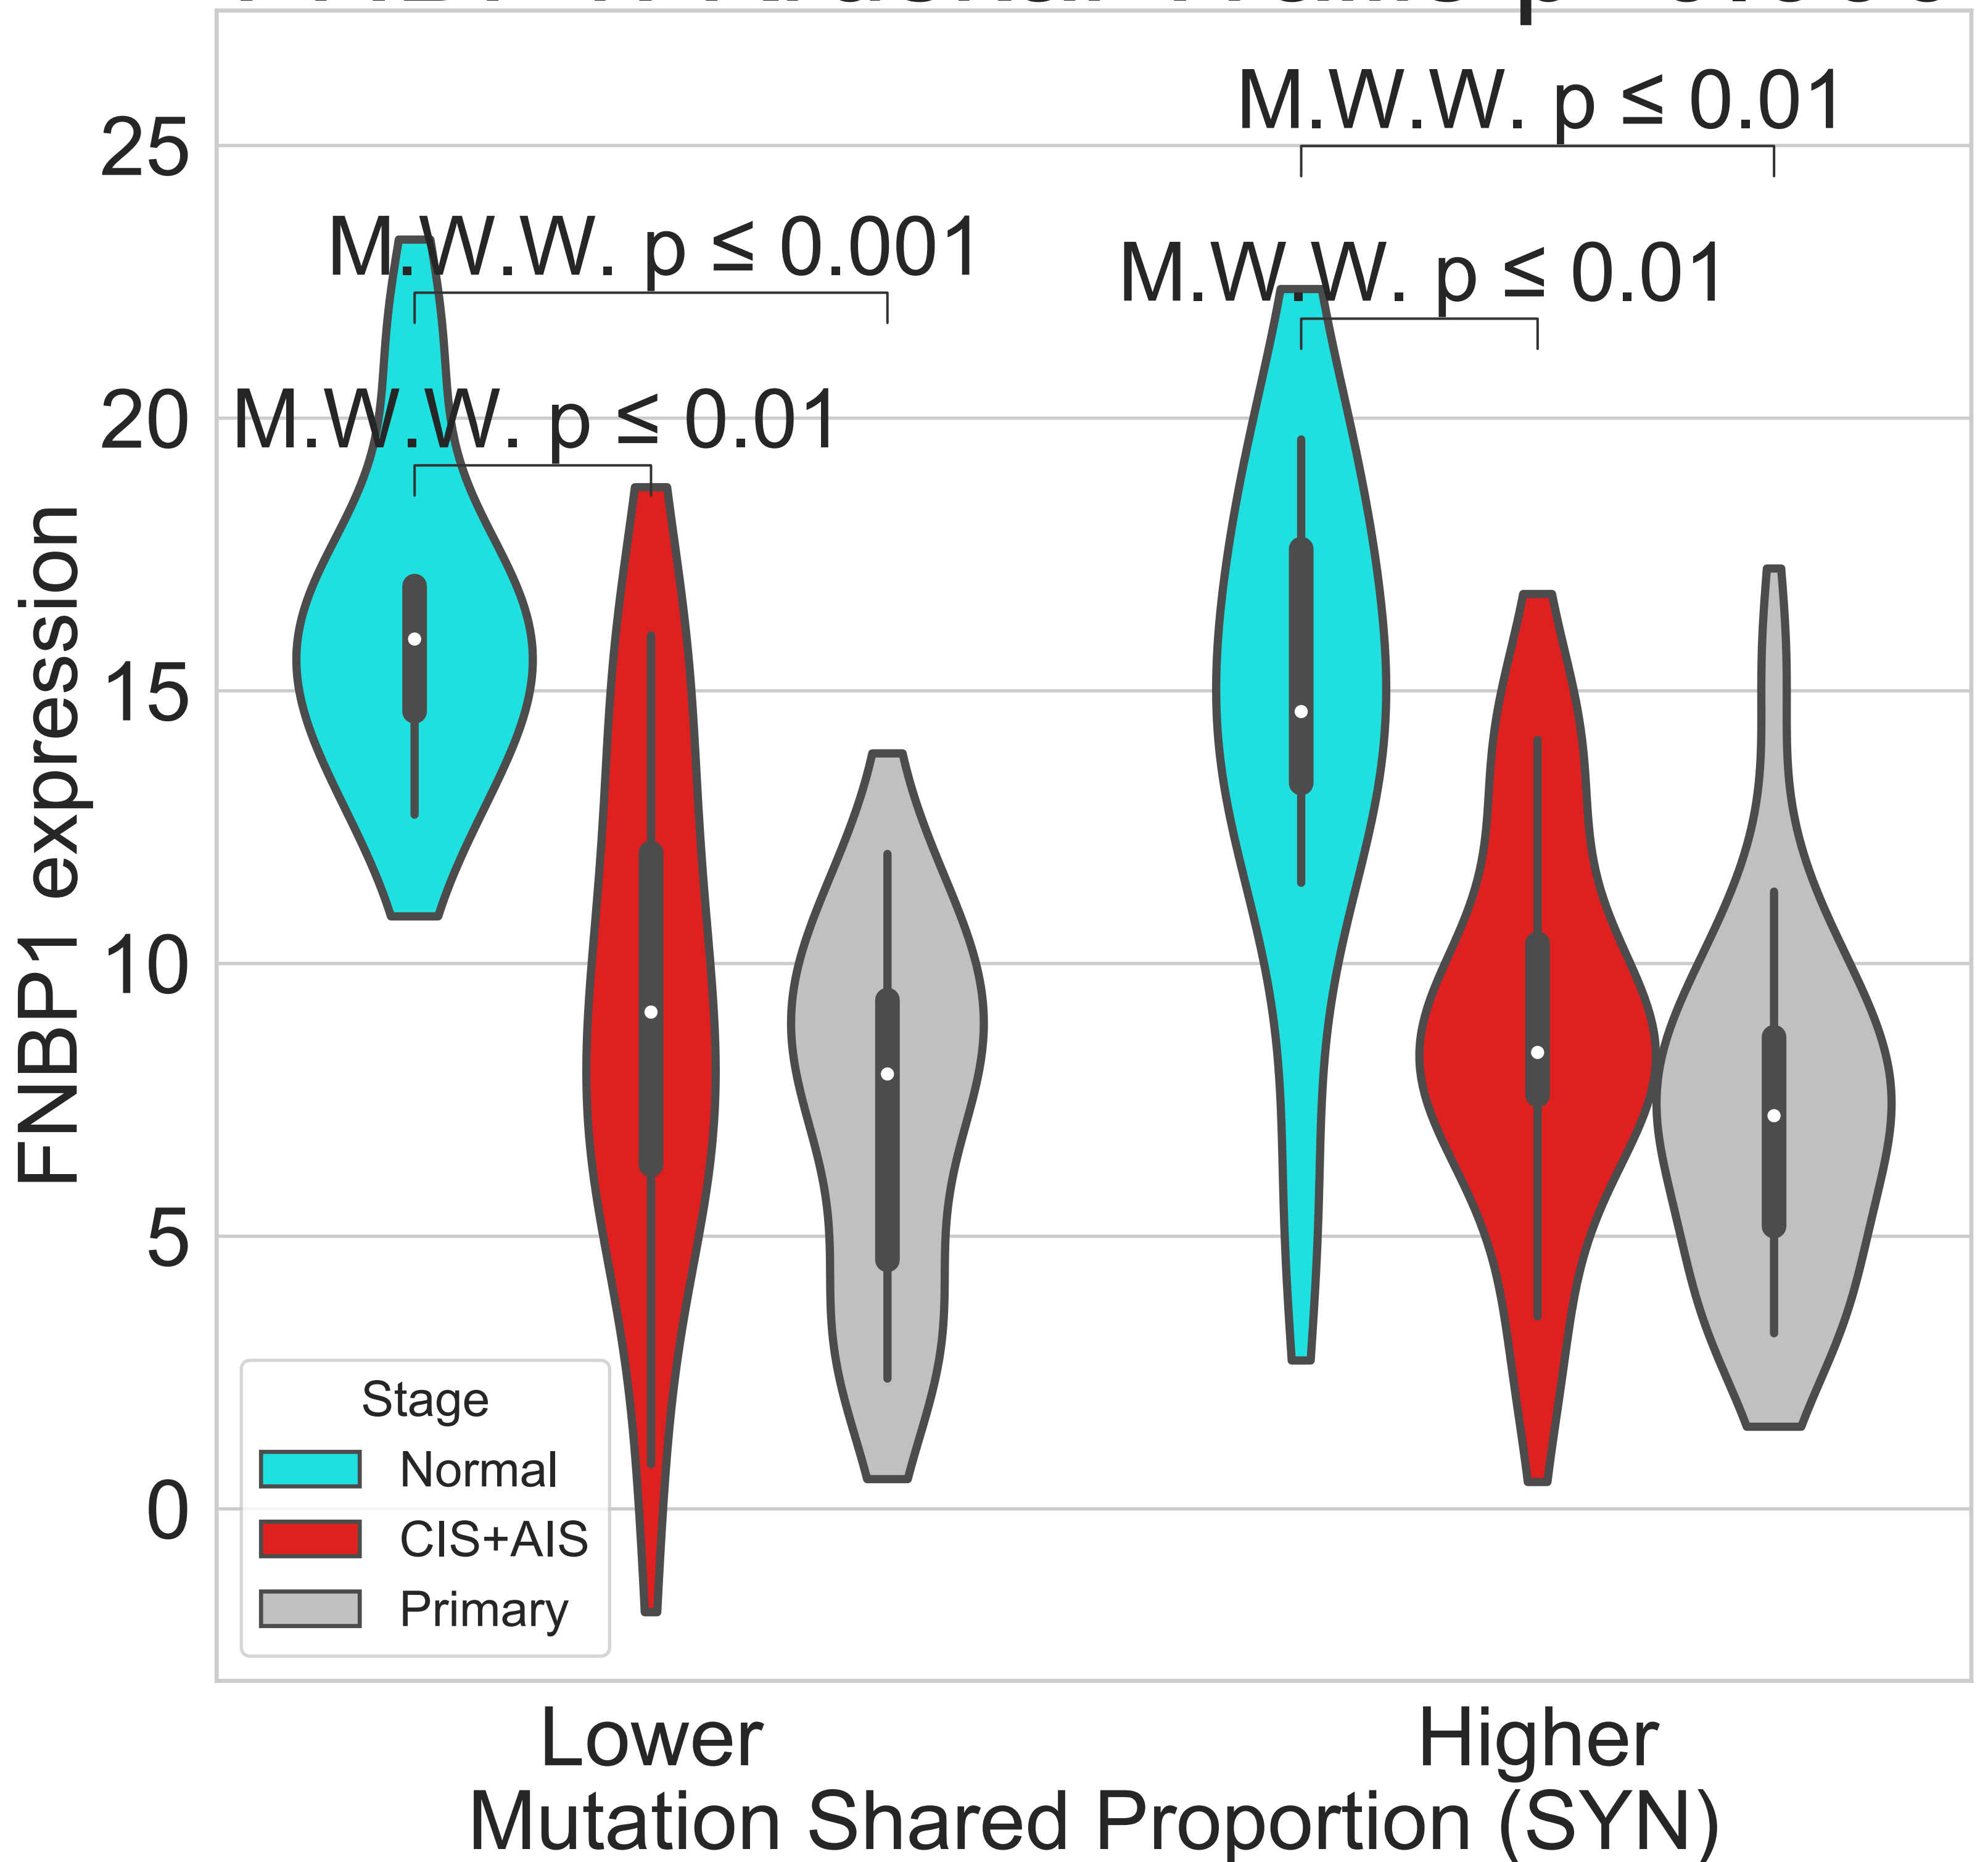 M.W.W. p ≤ 0.01
M.W.W. p ≤ 0.001
M.W.W. p ≤ 0.01
M.W.W. p ≤ 0.01
25
20
15
10
5
0
FNBP1 expression
Stage
Normal
CIS+AIS
Primary
Lower
Higher
Mutation Shared Proportion (SYN)